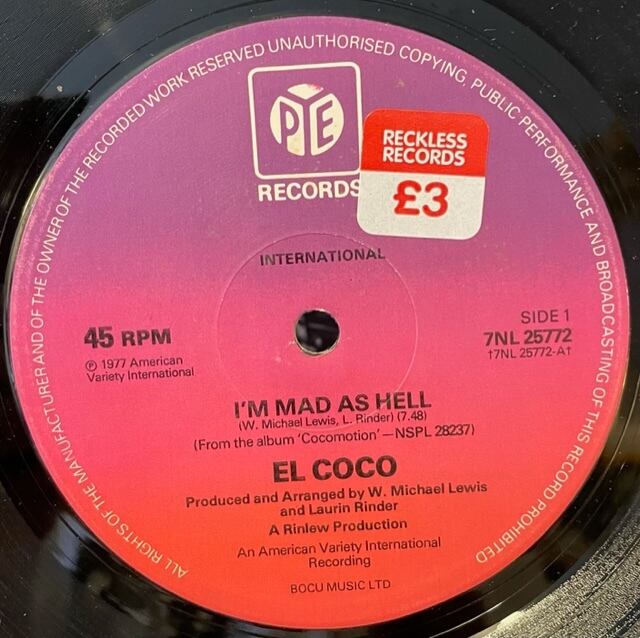 ALL RIGHTS OF THE MANUFACTURER AND OF THE OWNER OF THE RECORDED WORK RESERVED UNAUTHORISED COPYING, PUBLIC PERFORMANCE AND BROADCASTING OF THIS RECORD PROHIBITED
PYE
RECORDS
RECKLESS
RECORDS
£3
INTERNATIONAL
45 RPM
℗ 1977 American
Variety International
SIDE 1
7NL 25772
†7NL 25772-A†
I'M MAD AS HELL
(W. Michael Lewis, L. Rinder) (7.48)
(From the album 'Cocomotion'—NSPL 28237)
EL COCO
Produced and Arranged by W. Michael Lewis
and Laurin Rinder
A Rinlew Production
An American Variety International
Recording
BOCU MUSIC LTD